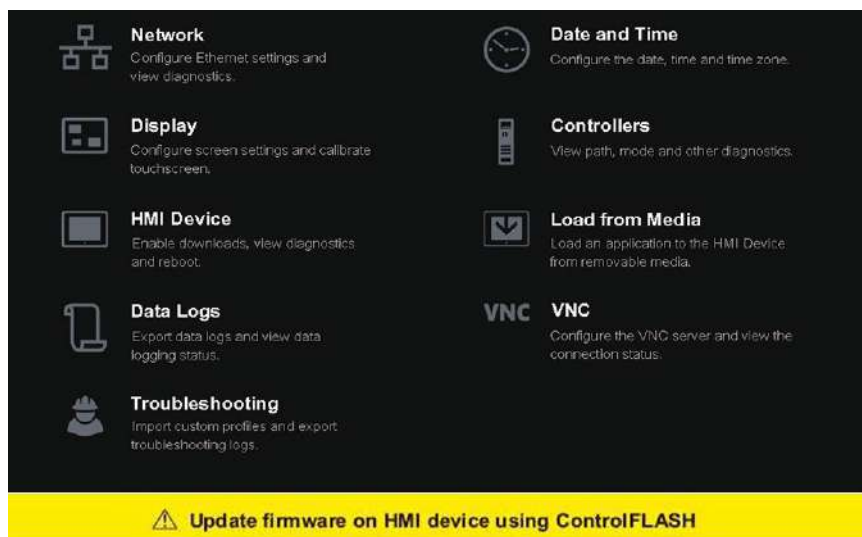 Network
Configure Ethernet settings and
view diagnostics.
Display
Configure screen settings and calibrate
touchscreen.
HMI Device
Enable downloads, view diagnostics
and reboot.
Data Logs
Export data logs and view data
logging status.
Troubleshooting
Import custom profiles and export
troubleshooting logs.
Date and Time
Configure the date, time and time zone.
Controllers
View path, mode and other diagnostics.
Load from Media
Load an application to the HMI Device
from removable media.
VNC VNC
Configure the VNC server and view the
connection status.
Update firmware on HMI device using ControlFLASH